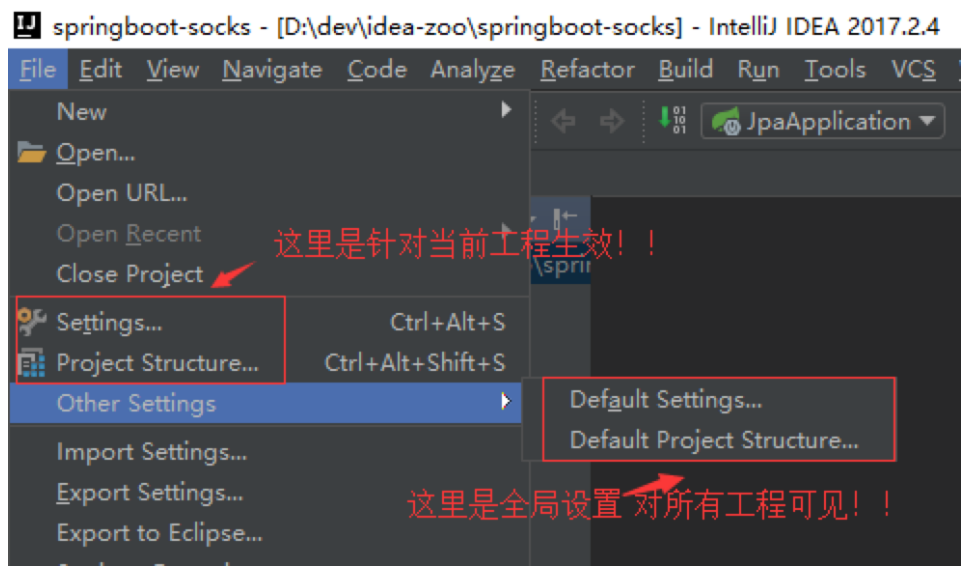 springboot-socks - [D:\dev\idea-zoo\springboot-socks] - IntelliJ IDEA 2017.2.4
File Edit View Navigate Code Analyze Refactor Build Run Tools VCS
New
JpaApplication
Open...
Open URL...
Open Recent
这里是针对当前工程生效！！
\sprin
Close Project
Settings... Ctrl+Alt+S
Project Structure... Ctrl+Alt+Shift+S
Other Settings
Default Settings...
Default Project Structure...
Import Settings...
Export Settings...
这里是全局设置 对所有工程可见！！
Export to Eclipse...